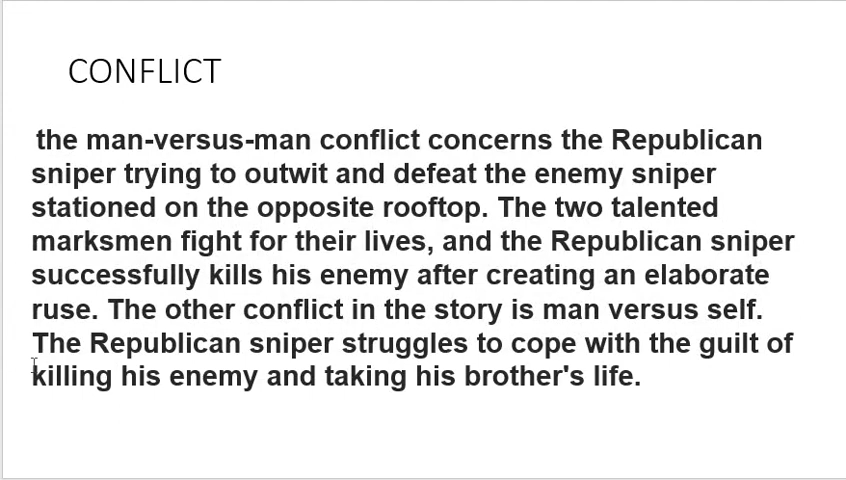 CONFLICT
the man-versus-man conflict concerns the Republican
sniper trying to outwit and defeat the enemy sniper
stationed on the opposite rooftop. The two talented
marksmen fight for their lives, and the Republican sniper
successfully kills his enemy after creating an elaborate
ruse. The other conflict in the story is man versus self.
The Republican sniper struggles to cope with the guilt of
killing his enemy and taking his brother's life.